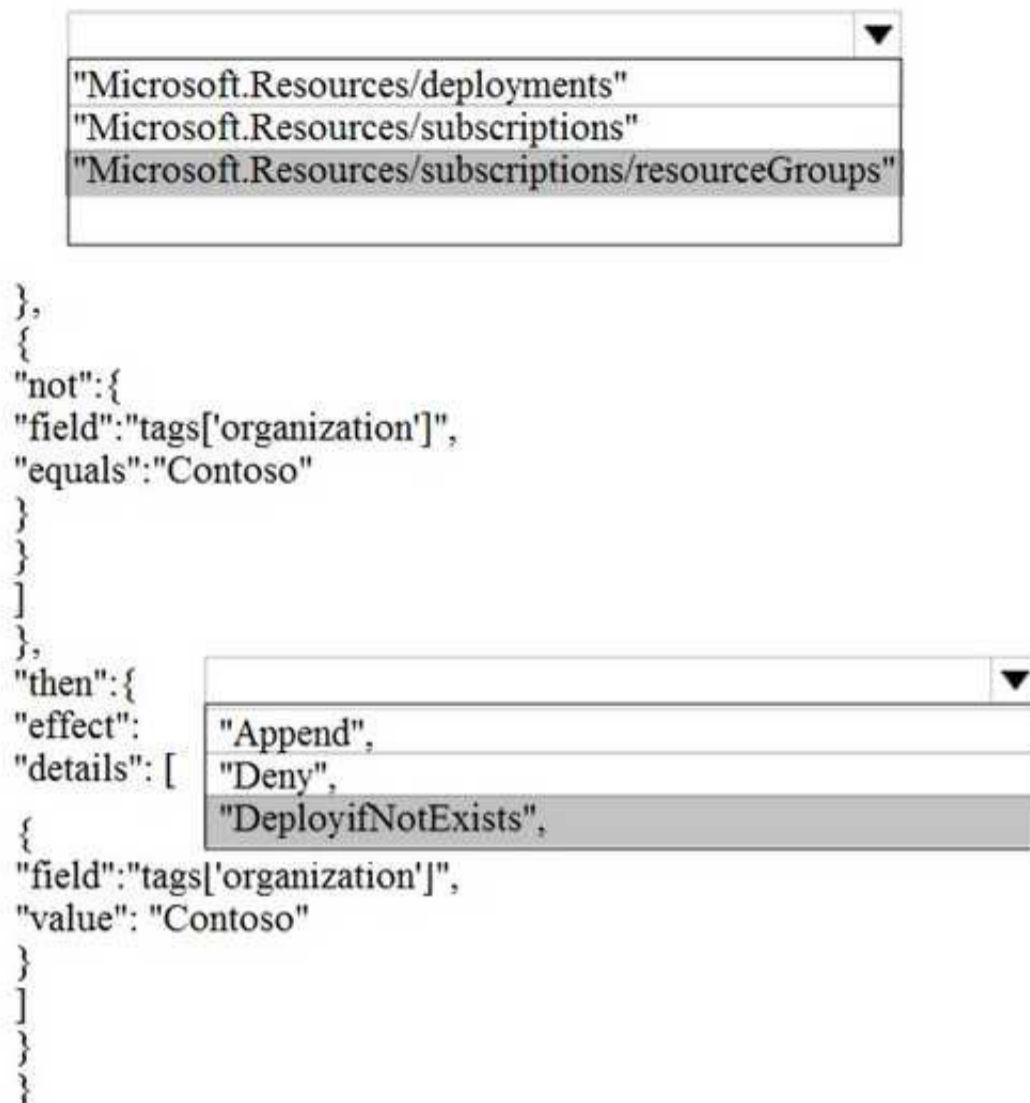 "Microsoft.Resources/deployments"
"Microsoft.Resources/subscriptions"
"Microsoft.Resources/subscriptions/resourceGroups"
},
{
"not":{
"field":"tags['organization']",
"equals":"Contoso"
}
}
]
},
"then":{
"effect":
"Append",
"details": [
"Deny",
"DeployifNotExists",
{
"field":"tags['organization']",
"value": "Contoso"
}
]
}
}